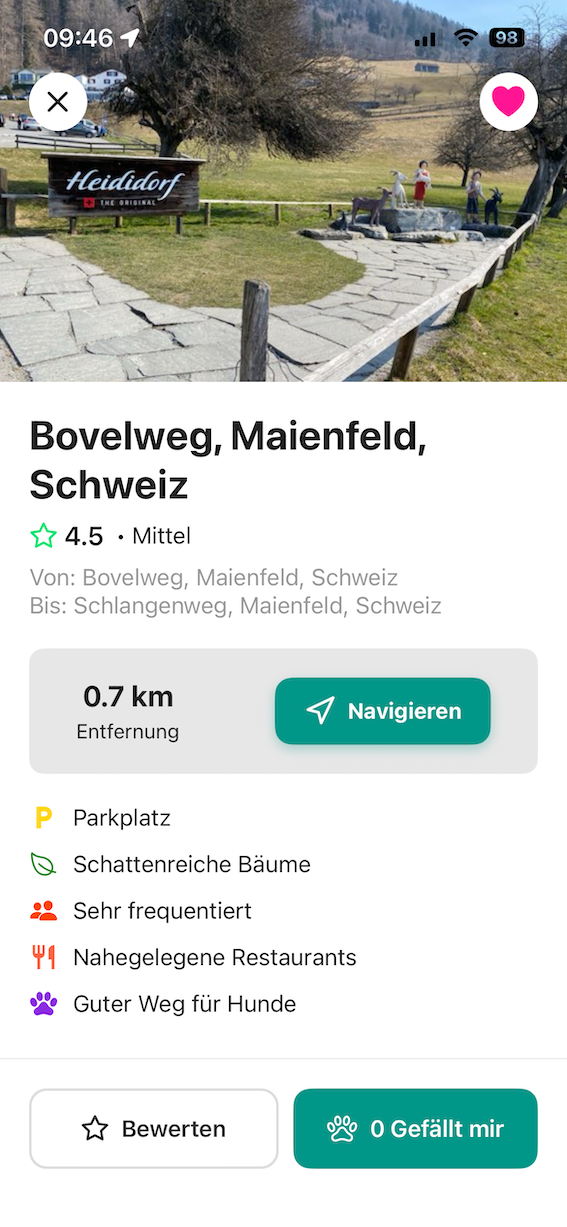 09:46
98
Heididorf
THE ORIGINAL
Bovelweg, Maienfeld,
Schweiz
4.5 • Mittel
Von: Bovelweg, Maienfeld, Schweiz
Bis: Schlangenweg, Maienfeld, Schweiz
0.7 km
Entfernung
Navigieren
P Parkplatz
Schattenreiche Bäume
Sehr frequentiert
Nahegelegene Restaurants
Guter Weg für Hunde
Bewerten
0 Gefällt mir